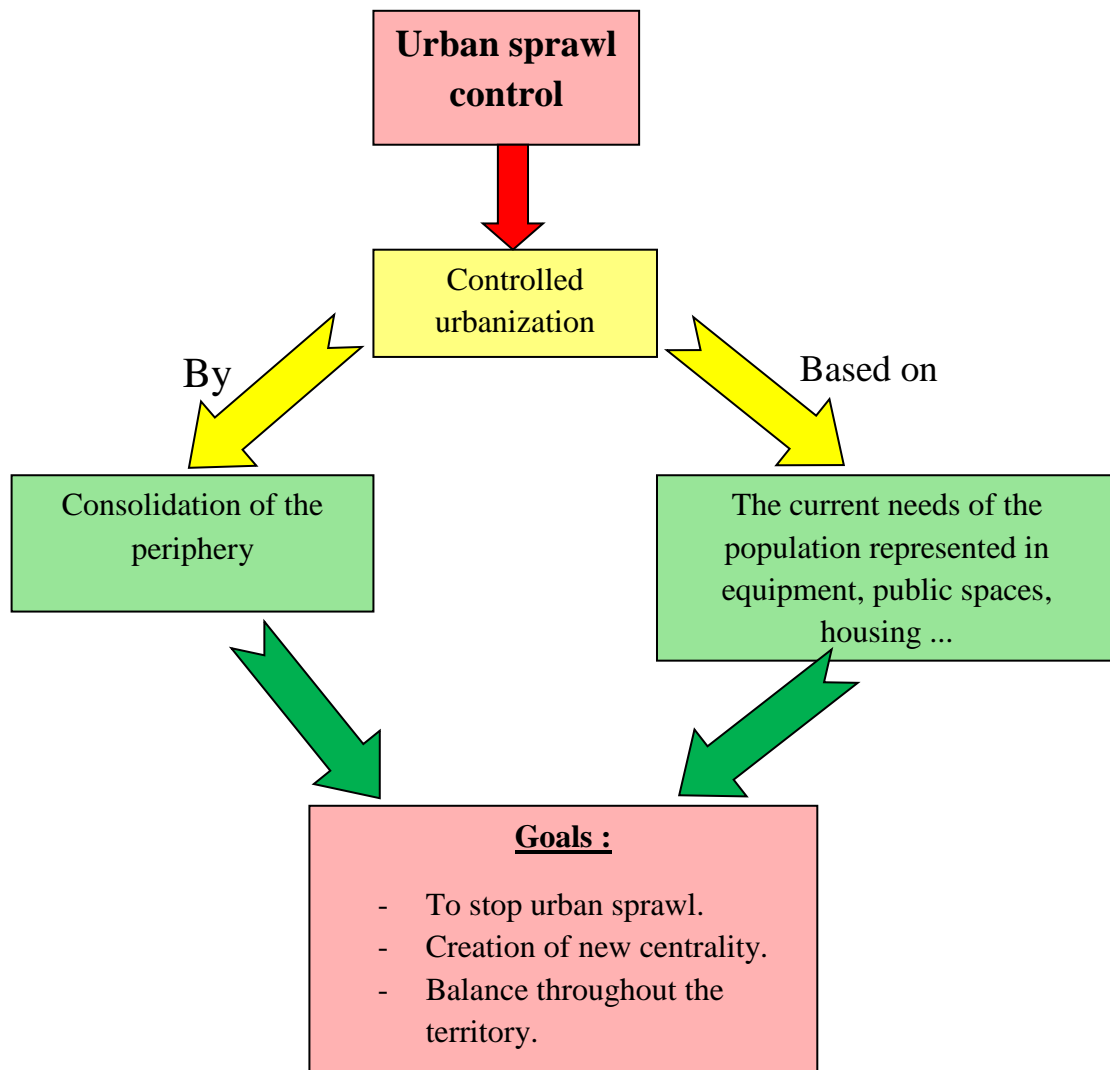 Urban sprawl
control
Controlled
urbanization
By
Based on
Consolidation of the
periphery
The current needs of the
population represented in
equipment, public spaces,
housing ...
Goals :
- To stop urban sprawl.
- Creation of new centrality.
- Balance throughout the
territory.